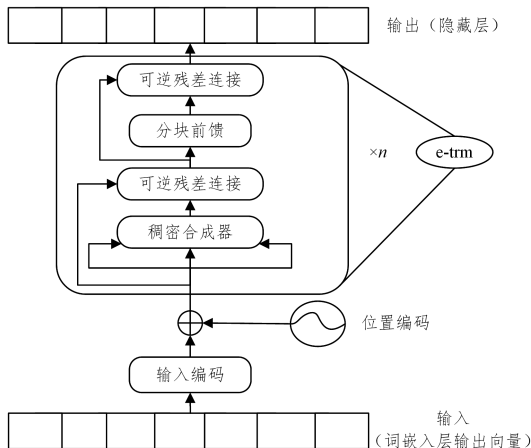 输出（隐藏层）
可逆残差连接
分块前馈
×n
e-trm
可逆残差连接
稠密合成器
位置编码
输入编码
输入
（词嵌入层输出向量）